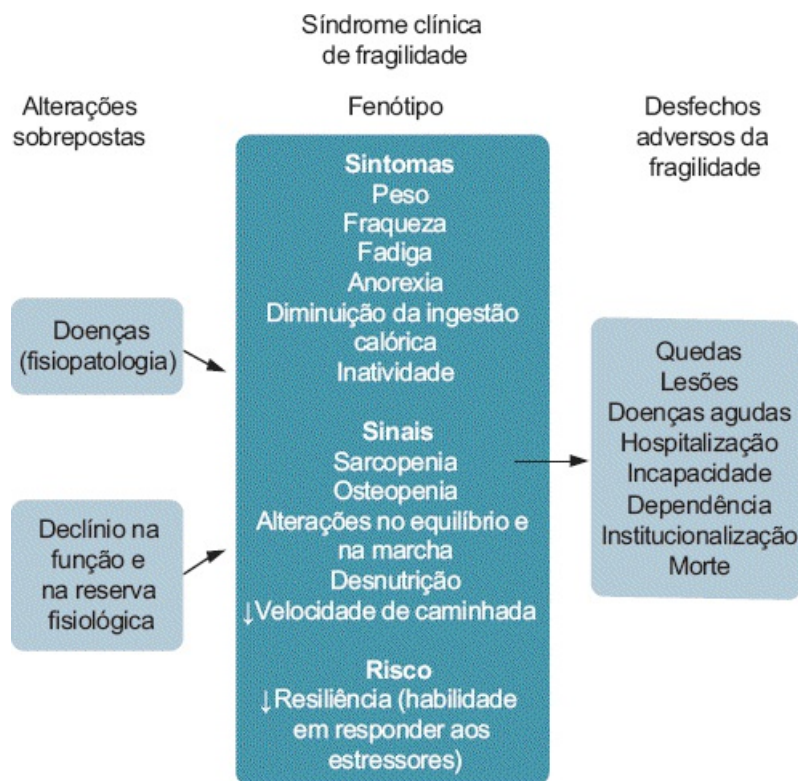 Síndrome clínica
de fragilidade
Alterações
sobrepostas
Fenótipo
Desfechos
adversos da
fragilidade
Doenças
(fisiopatologia)
Declínio na
função e
na reserva
fisiológica
Sintomas
Peso
Fraqueza
Fadiga
Anorexia
Diminuição da ingestão
calórica
Inatividade
Sinais
Sarcopenia
Osteopenia
Alterações no equilíbrio e
na marcha
Desnutrição
↓Velocidade de caminhada
Risco
↓Resiliência (habilidade
em responder aos
estressores)
Quedas
Lesões
Doenças agudas
Hospitalização
Incapacidade
Dependência
Institucionalização
Morte